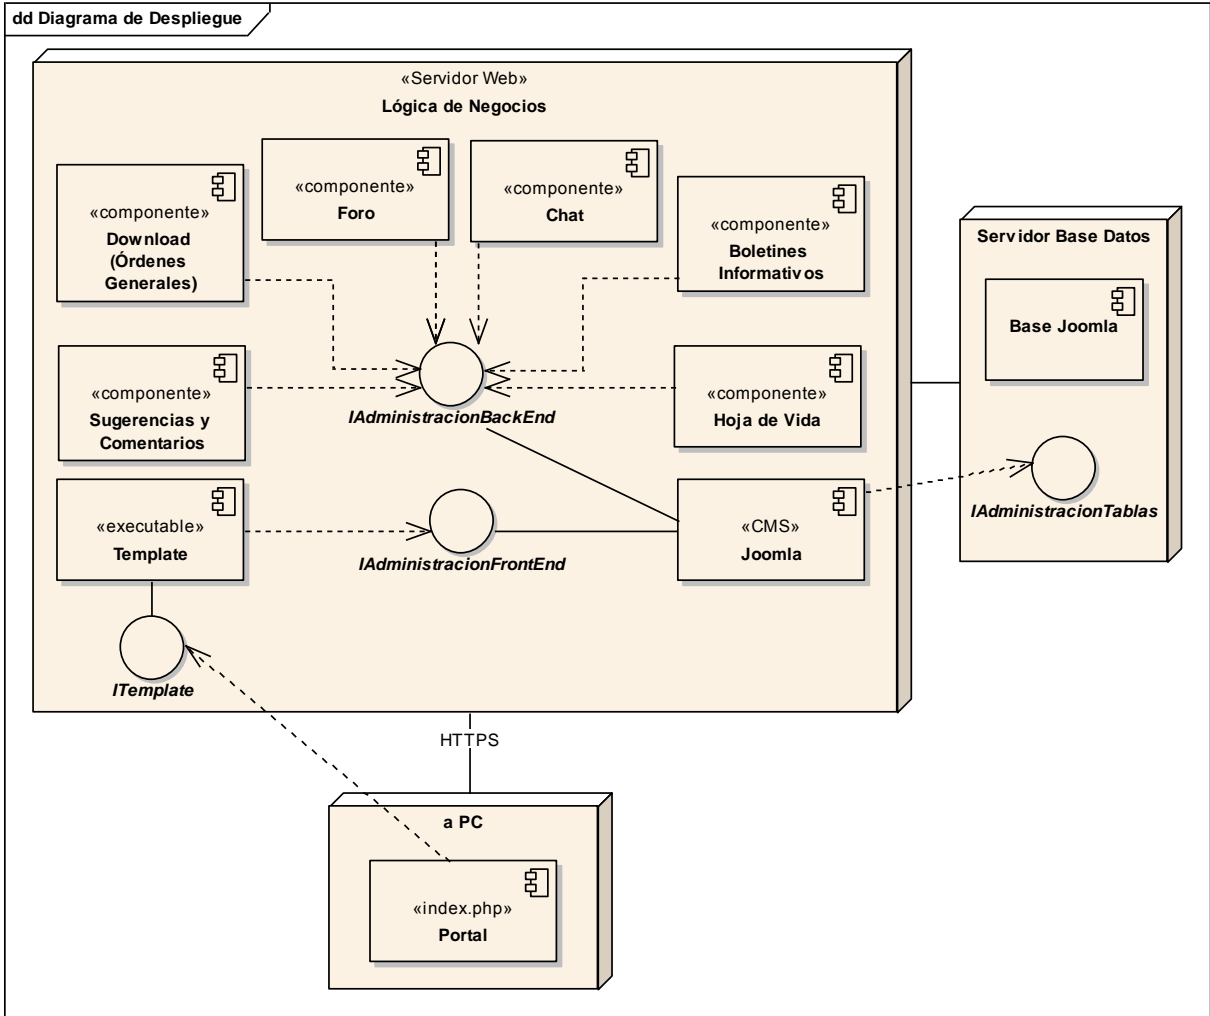 dd Diagrama de Despliegue
«Servidor Web»
Lógica de Negocios
«componente»
Foro
«componente»
Chat
«componente»
Download
(Órdenes
Generales)
«componente»
Boletines
Informativos
Servidor Base Datos
Base Joomla
«componente»
Sugerencias y
Comentarios
IAdministracionBackEnd
«componente»
Hoja de Vida
«executable»
Template
IAdministracionFrontEnd
«CMS»
Joomla
IAdministracionTablas
ITemplate
HTTPS
a PC
«index.php»
Portal